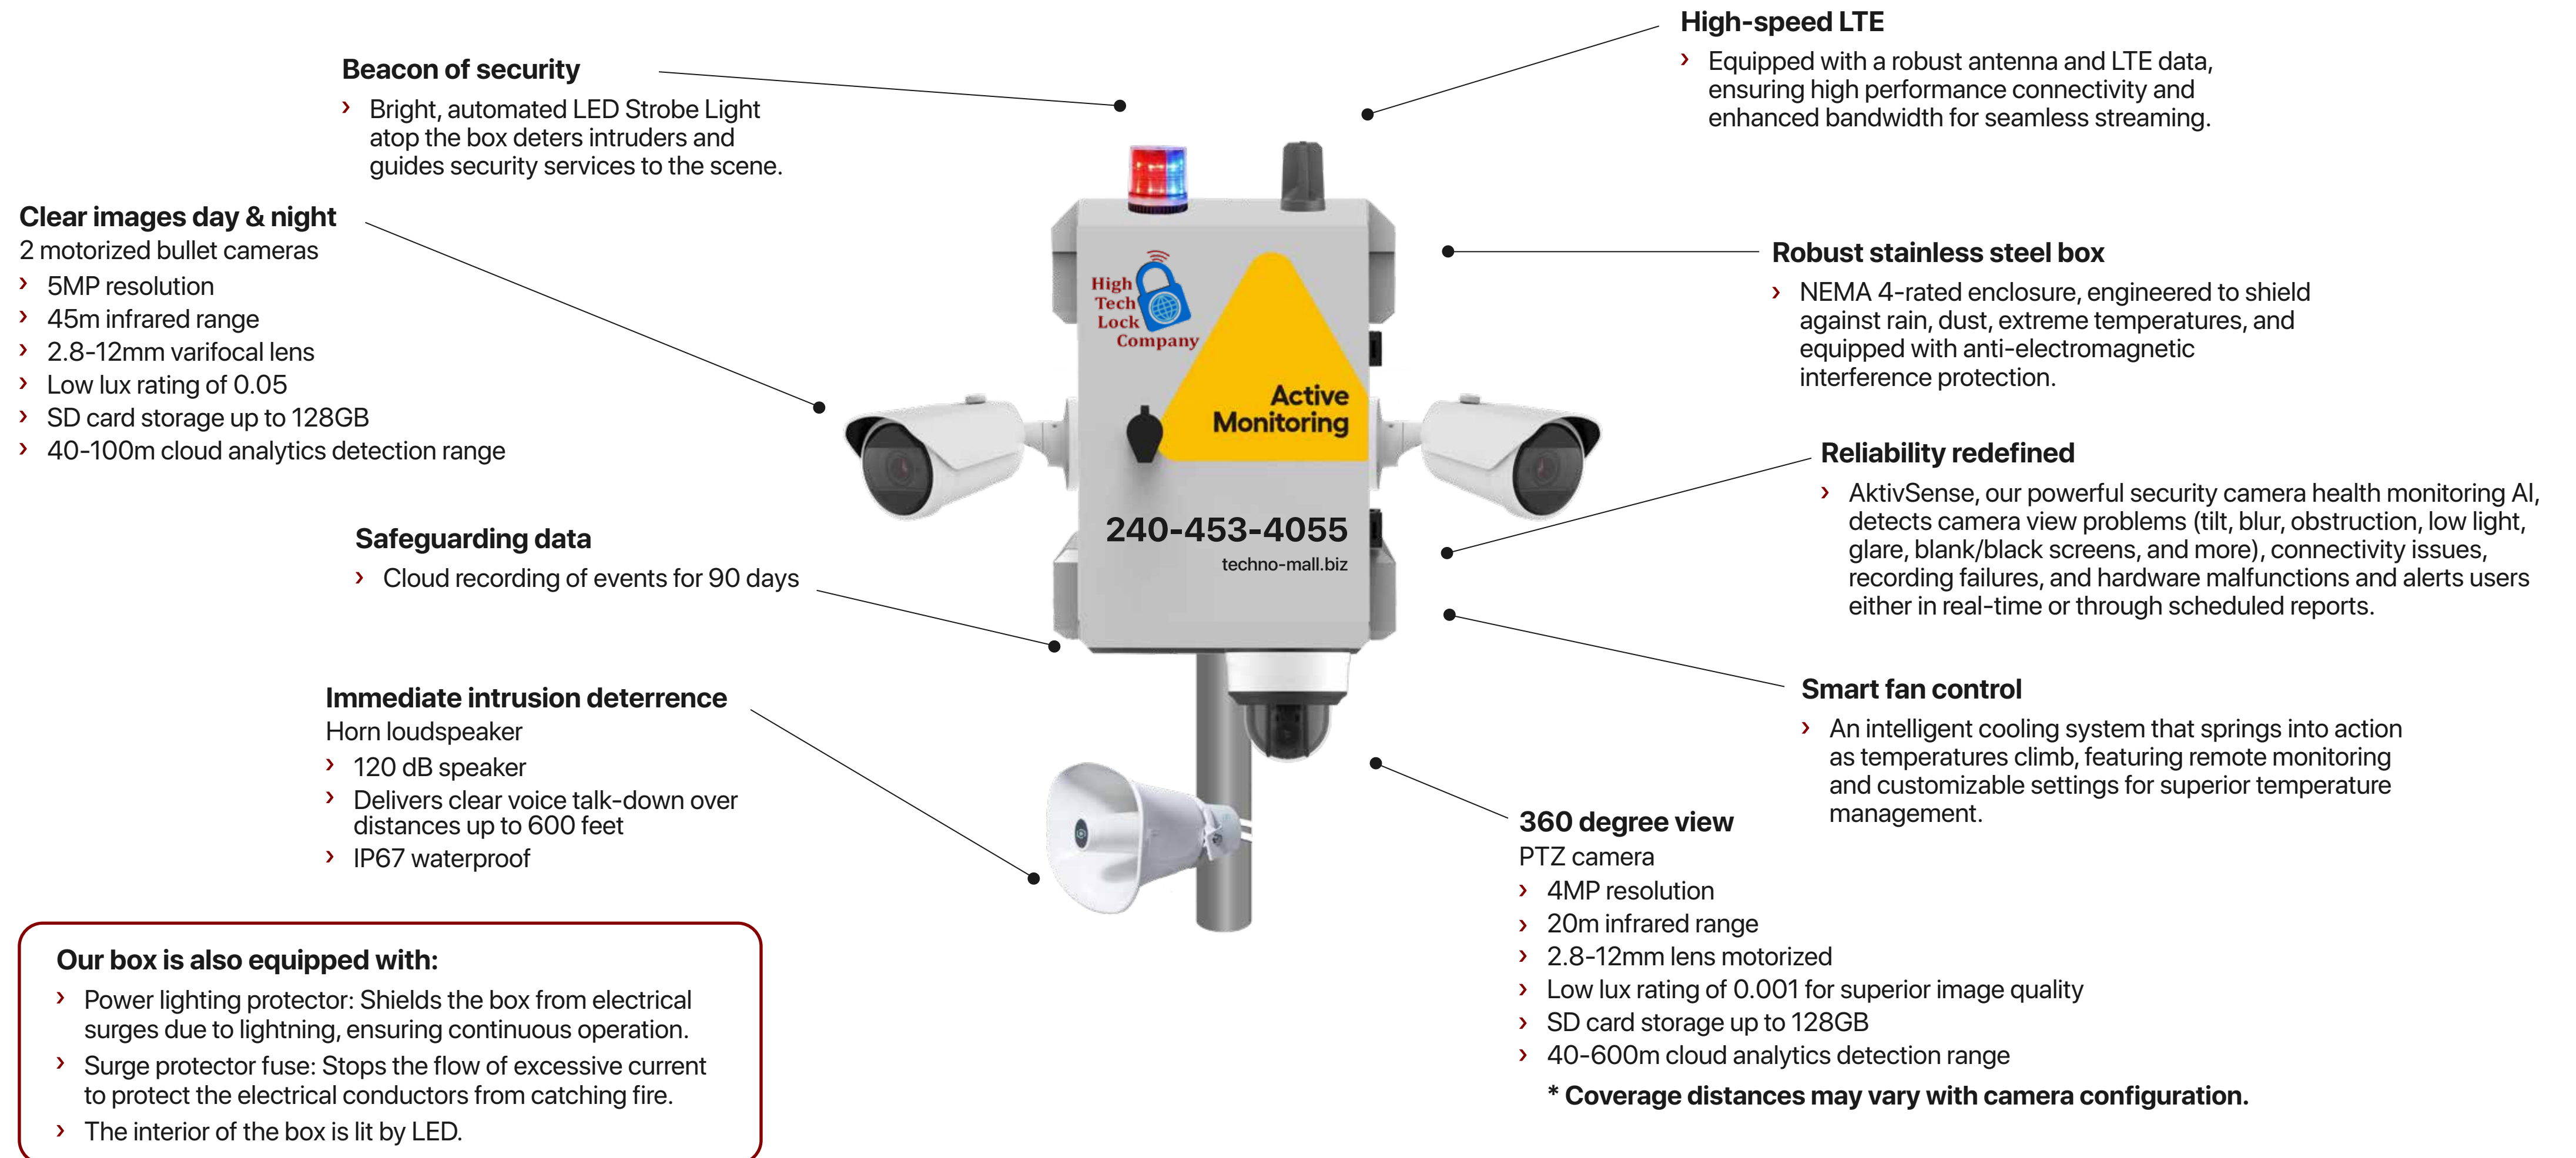 High-speed LTE
› Equipped with a robust antenna and LTE data,
ensuring high performance connectivity and
enhanced bandwidth for seamless streaming.
Beacon of security
› Bright, automated LED Strobe Light
atop the box deters intruders and
guides security services to the scene.
Clear images day & night
2 motorized bullet cameras
› 5MP resolution
› 45m infrared range
› 2.8-12mm varifocal lens
› Low lux rating of 0.05
› SD card storage up to 128GB
› 40-100m cloud analytics detection range
Robust stainless steel box
› NEMA 4-rated enclosure, engineered to shield
against rain, dust, extreme temperatures, and
equipped with anti-electromagnetic
interference protection.
High
Tech
Lock
Company
Active
Monitoring
240-453-4055
techno-mall.biz
Reliability redefined
› AktivSense, our powerful security camera health monitoring AI,
detects camera view problems (tilt, blur, obstruction, low light,
glare, blank/black screens, and more), connectivity issues,
recording failures, and hardware malfunctions and alerts users
either in real-time or through scheduled reports.
Safeguarding data
› Cloud recording of events for 90 days
Smart fan control
› An intelligent cooling system that springs into action
as temperatures climb, featuring remote monitoring
and customizable settings for superior temperature
management.
Immediate intrusion deterrence
Horn loudspeaker
› 120 dB speaker
› Delivers clear voice talk-down over
distances up to 600 feet
› IP67 waterproof
360 degree view
PTZ camera
› 4MP resolution
› 20m infrared range
› 2.8-12mm lens motorized
› Low lux rating of 0.001 for superior image quality
› SD card storage up to 128GB
› 40-600m cloud analytics detection range
* Coverage distances may vary with camera configuration.
Our box is also equipped with:
› Power lighting protector: Shields the box from electrical
surges due to lightning, ensuring continuous operation.
› Surge protector fuse: Stops the flow of excessive current
to protect the electrical conductors from catching fire.
› The interior of the box is lit by LED.